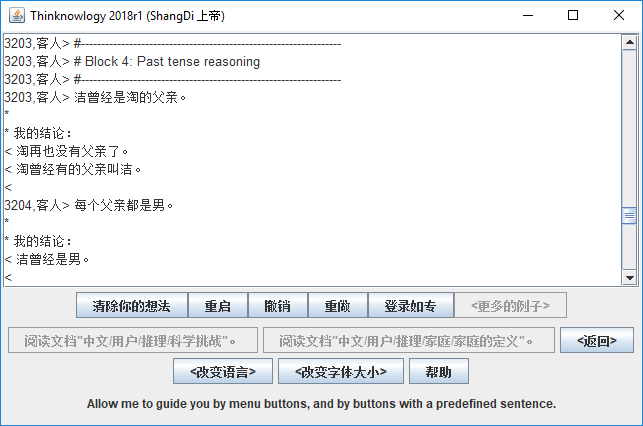 Thinknowlogy 2018r1 (ShangDi 上帝)
3203,客人> #----------------------------------------------------------------
3203,客人> # Block 4: Past tense reasoning
3203,客人> #----------------------------------------------------------------
3203,客人> 洁曾经是淘的父亲。
*
* 我的结论：
< 淘再也没有父亲了。
< 淘曾经有的父亲叫洁。
<
3204,客人> 每个父亲都是男。
*
* 我的结论：
< 洁曾经是男。
<
清除你的想法 重启 撤销 重做 登录如专 <更多的例子>
阅读文档"中文/用户/推理/科学挑战"。 阅读文档"中文/用户/推理/家庭/家庭的定义"。 <返回>
<改变语言> <改变字体大小> 帮助
Allow me to guide you by menu buttons, and by buttons with a predefined sentence.